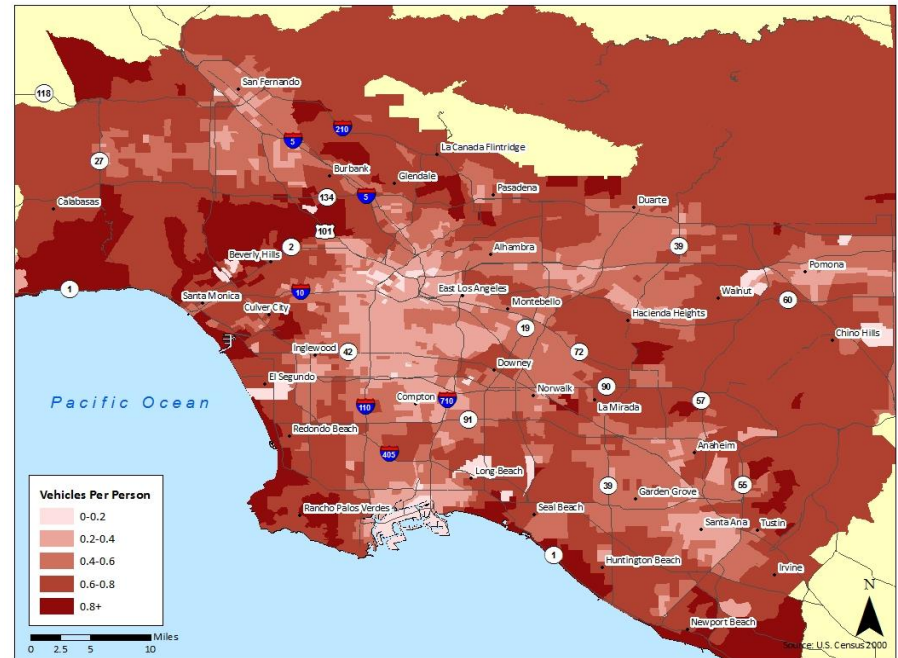 118
San Fernando
210
5
27
La Canada Flintridge
Burbank
Glendale
5
Pasadena
134
Calabasas
Duarte
101
2
39
Beverly Hills
Alhambra
Pomona
1
10
East Los Angeles
Walnut
60
Santa Monica
Montebello
Culver City
19
Hacienda Heights
Chino Hills
Inglewood
42
72
Downey
El Segundo
Norwalk
90
Pacific Ocean
110
Compton
710
La Mirada
57
91
Redondo Beach
Anaheim
405
Long Beach
39
55
Vehicles Per Person
0-0.2
0.2-0.4
0.4-0.6
0.6-0.8
0.8+
Garden Grove
Rancho Palos Verdes
Seal Beach
Santa Ana
Tustin
1
Huntington Beach
Irvine
N
Newport Beach
Miles
0 2.5 5 10
Source: U.S. Census 2000